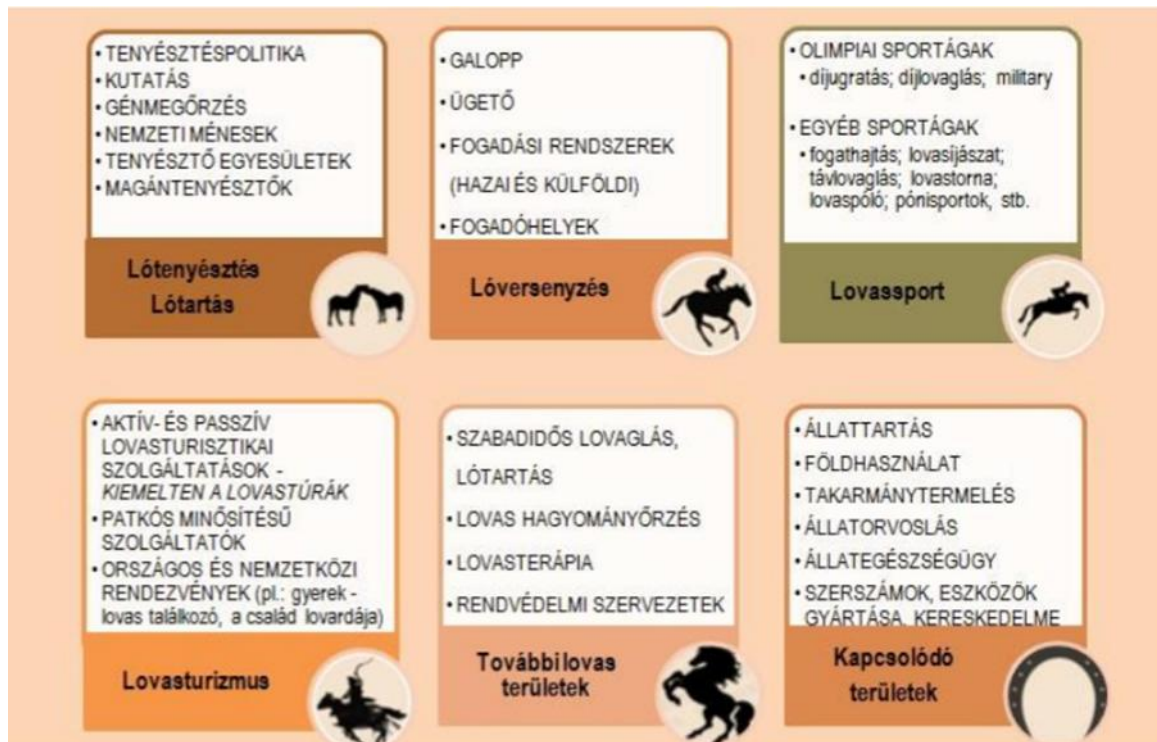 • TENYÉSZTÉSPOLITIKA
• KUTATÁS
• GÉNMEGŐRZÉS
• NEMZETI MÉNESEK
• TENYÉSZTŐ EGYESÜLETEK
• MAGÁNTENYÉSZTŐK
Lótenyésztés
Lótartás
• GALOPP
• ÜGETŐ
• FOGADÁSI RENDSZEREK
(HAZAI ÉS KÜLFÖLDI)
• FOGADÓHELYEK
Lóversenyzés
• OLIMPIAI SPORTÁGAK
• díjugratás; díjlovaglás; military
• EGYÉB SPORTÁGAK
• fogathajtás; lovasíjászat;
távlovaglás; lovastorna;
lovaspóló; pónisportok, stb.
Lovassport
• AKTÍV- ÉS PASSZÍV
LOVASTURISZTIKAI
SZOLGÁLTATÁSOK -
KIEMELTEN A LOVASTÚRÁK
• PATKÓS MINŐSÍTÉSŰ
SZOLGÁLTATÓK
• ORSZÁGOS ÉS NEMZETKÖZI
RENDEZVÉNYEK (pl.: gyerek -
lovas találkozó, a család lovardája)
Lovasturizmus
• SZABADIDŐS LOVAGLÁS,
LÓTARTÁS
• LOVAS HAGYOMÁNYŐRZÉS
• LOVASTERÁPIA
• RENDVÉDELMI SZERVEZETEK
További lovas
területek
• ÁLLATTARTÁS
• FÖLDHASZNÁLAT
• TAKARMÁNYTERMELÉS
• ÁLLATORVOSLÁS
• ÁLLATEGÉSZSÉGÜGY
• SZERSZÁMOK, ESZKÖZÖK
GYÁRTÁSA, KERESKEDELME
Kapcsolódó
területek